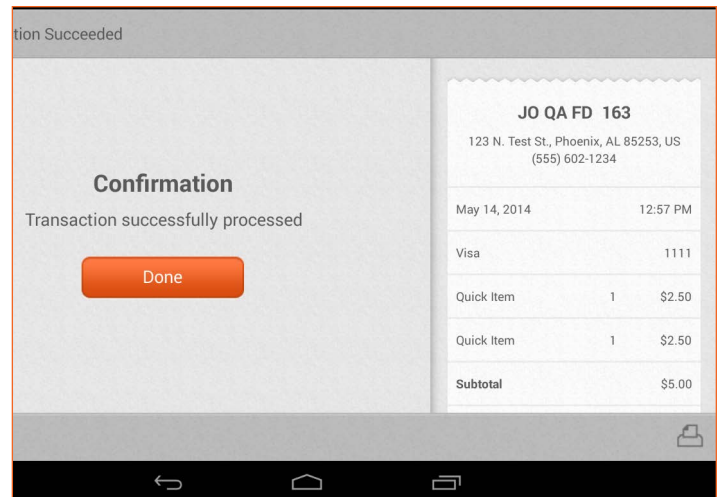 tion Succeeded
Confirmation
Transaction successfully processed
Done
JO QA FD 163
123 N. Test St., Phoenix, AL 85253, US
(555) 602-1234
May 14, 2014 12:57 PM
Visa 1111
Quick Item 1 $2.50
Quick Item 1 $2.50
Subtotal $5.00